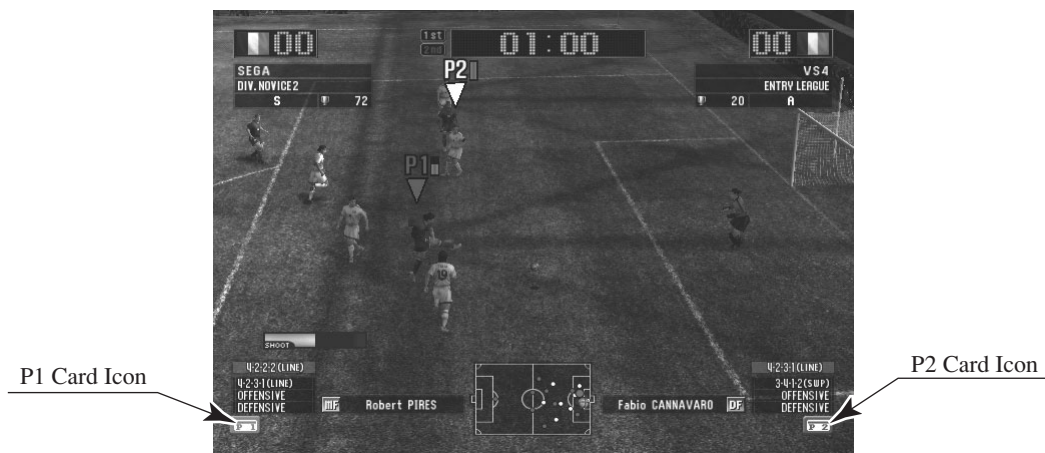 00
1st
2nd
01:00
00
SEGA
DIV. NOVICE2
S 72
VS4
ENTRY LEAGUE
20 A
P2
P1
19
SHOOT
4-2-2-2(LINE)
4-2-3-1(LINE)
OFFENSIVE
DEFENSIVE
P 1
MF Robert PIRES
Fabio CANNAVARO DF
4-2-3-1(LINE)
3-4-1-2(SWP)
OFFENSIVE
DEFENSIVE
P 2
P1 Card Icon
P2 Card Icon